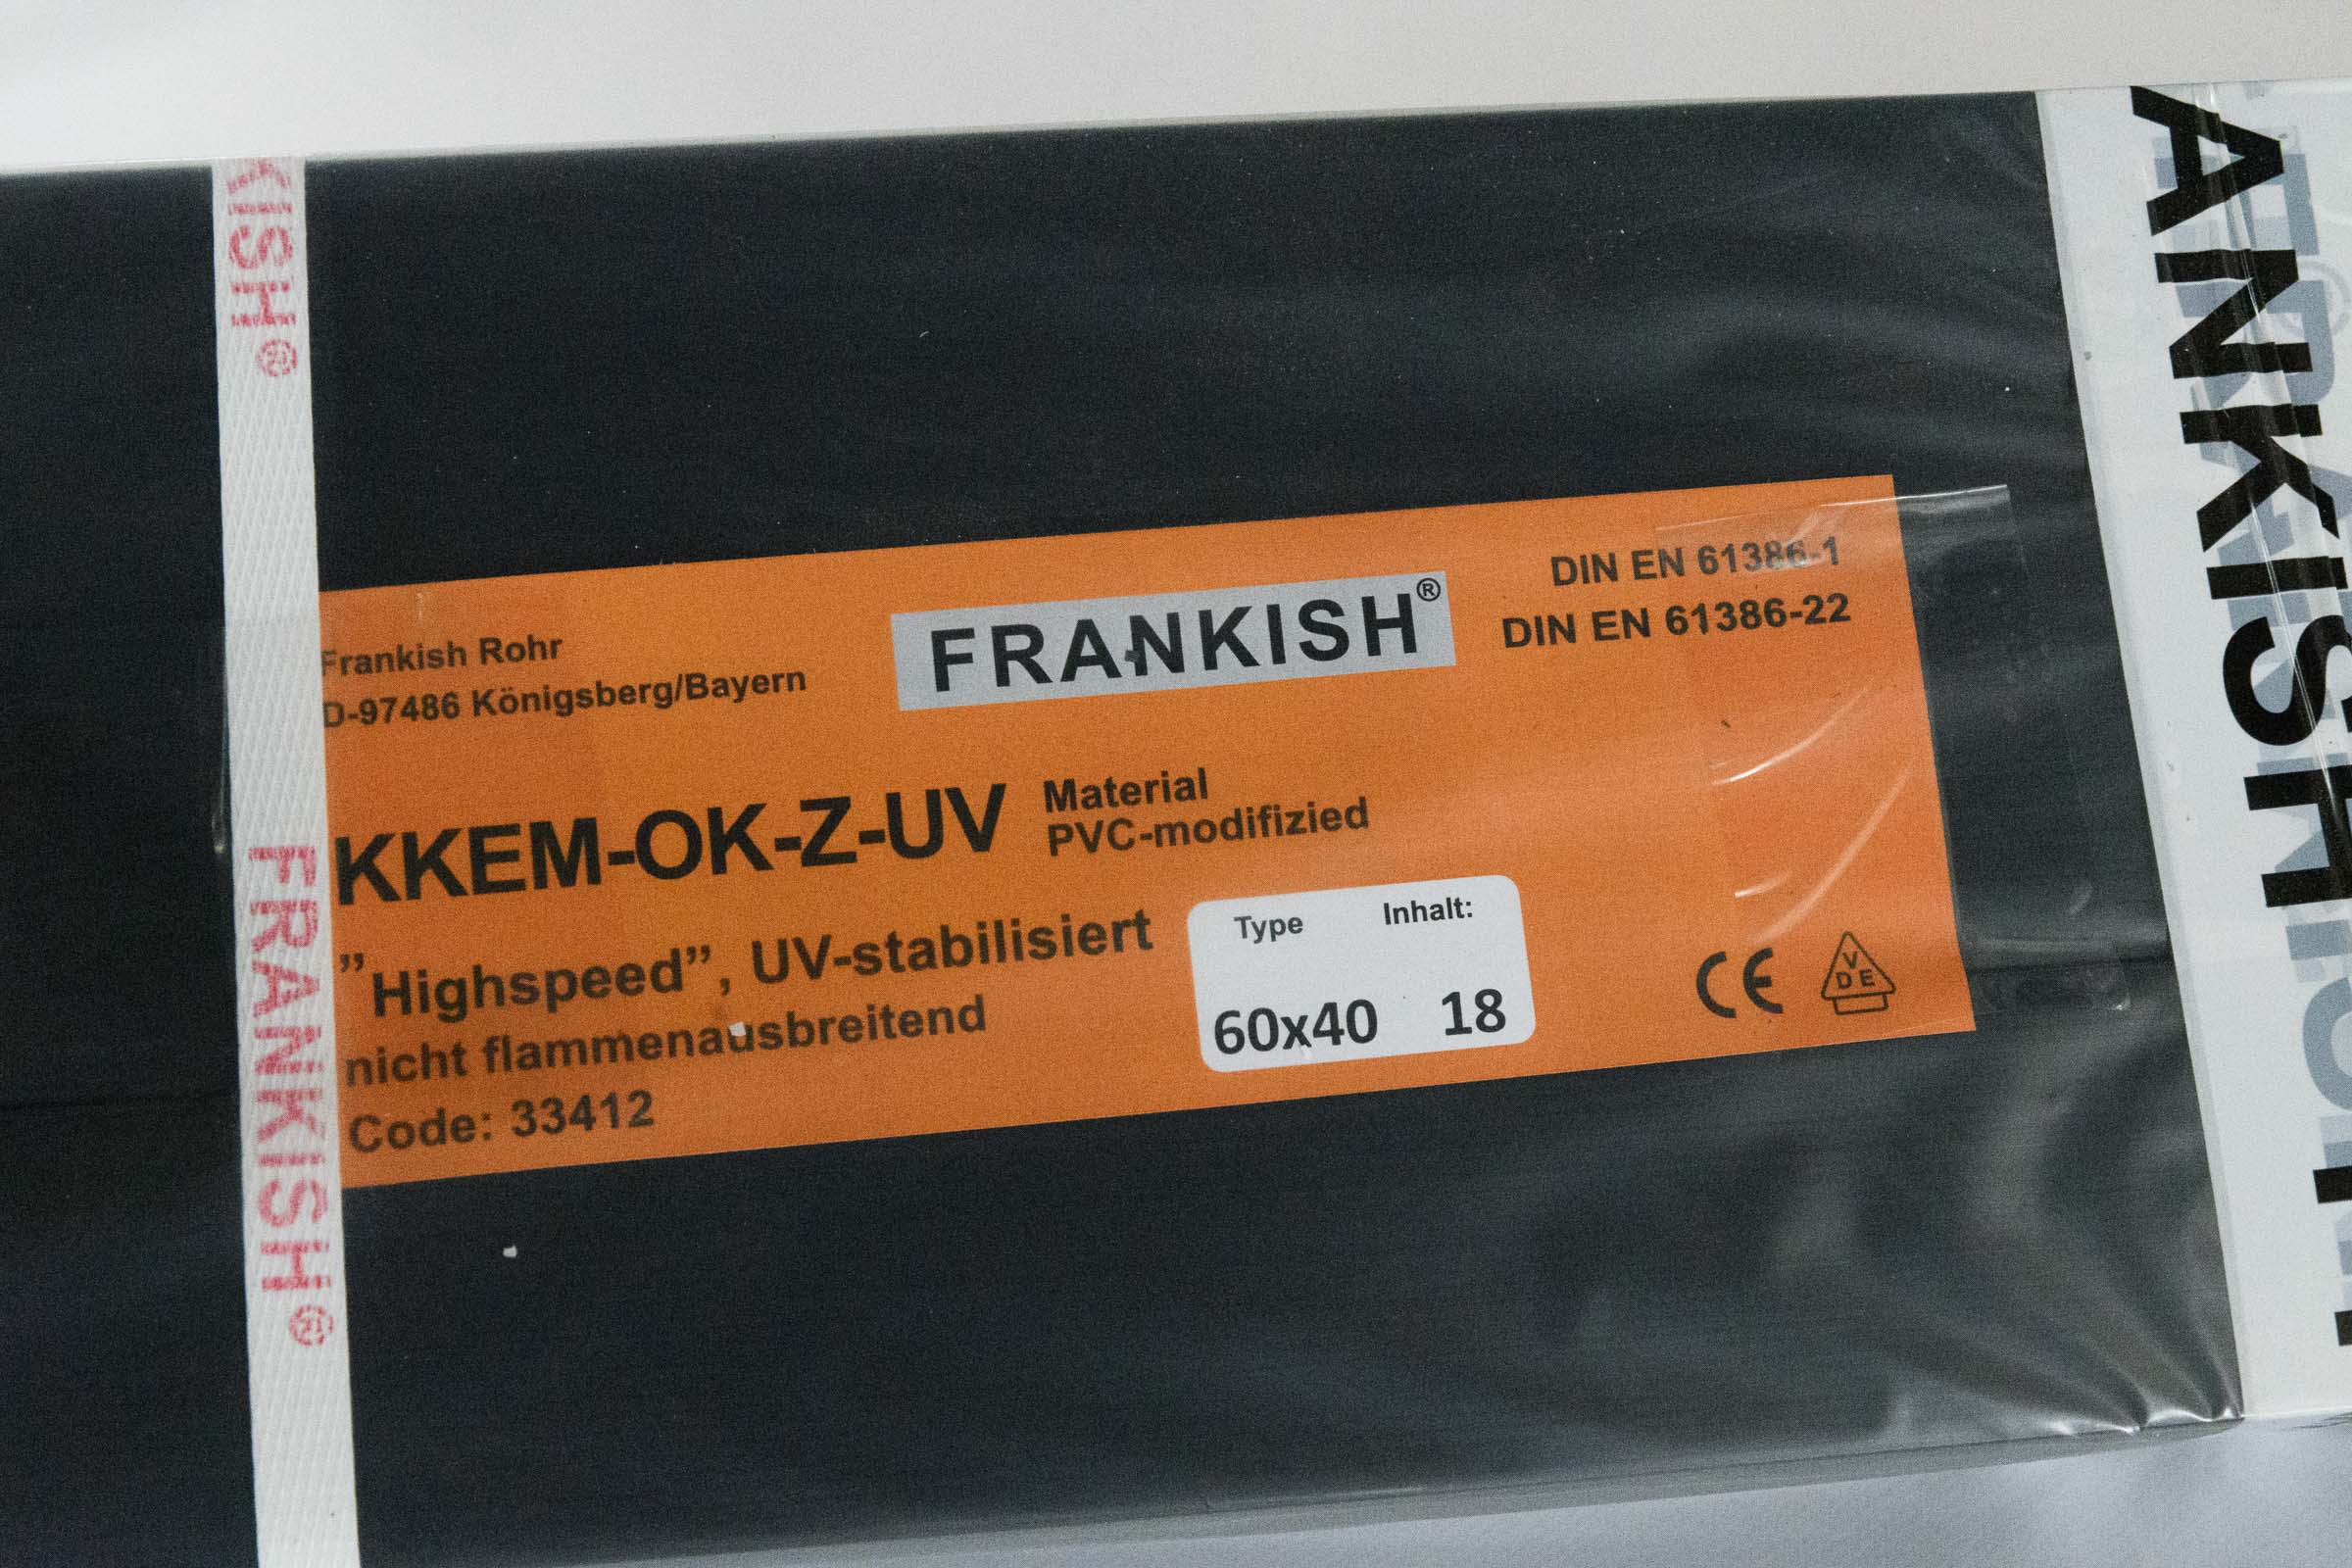 KISH®
FRANKISH®
Frankish Rohr
D-97486 Königsberg/Bayern
FRANKISH®
DIN EN 61386-1
DIN EN 61386-22
KKEM-OK-Z-UV
Material
PVC-modifizied
"Highspeed", UV-stabilisiert
nicht flammenausbreitend
Code: 33412
Type Inhalt:
60x40 18
CE
VDE
ANKISH